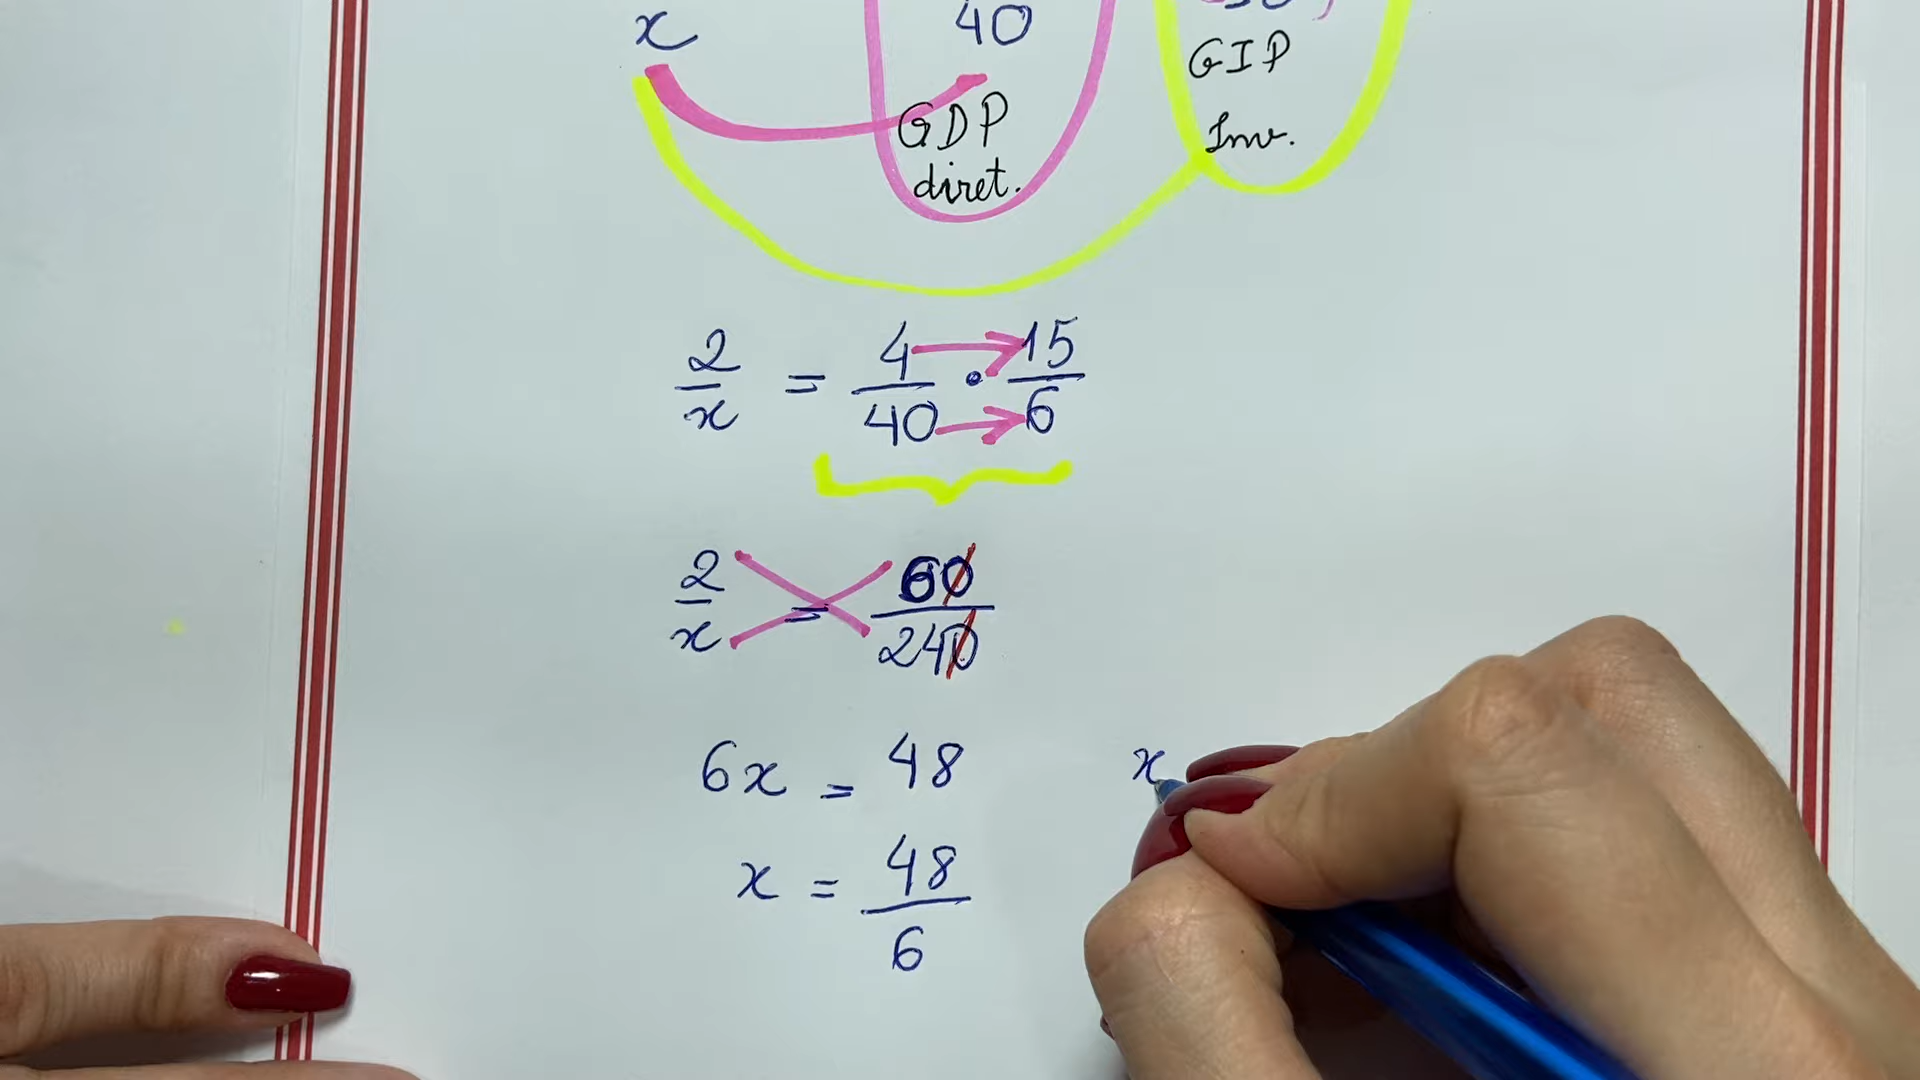 x 40
GIP
GDP
Inv.
diret.
2/x = 4/40 · 15/6
2/x = 60/240
6x = 48
x
x = 48/6